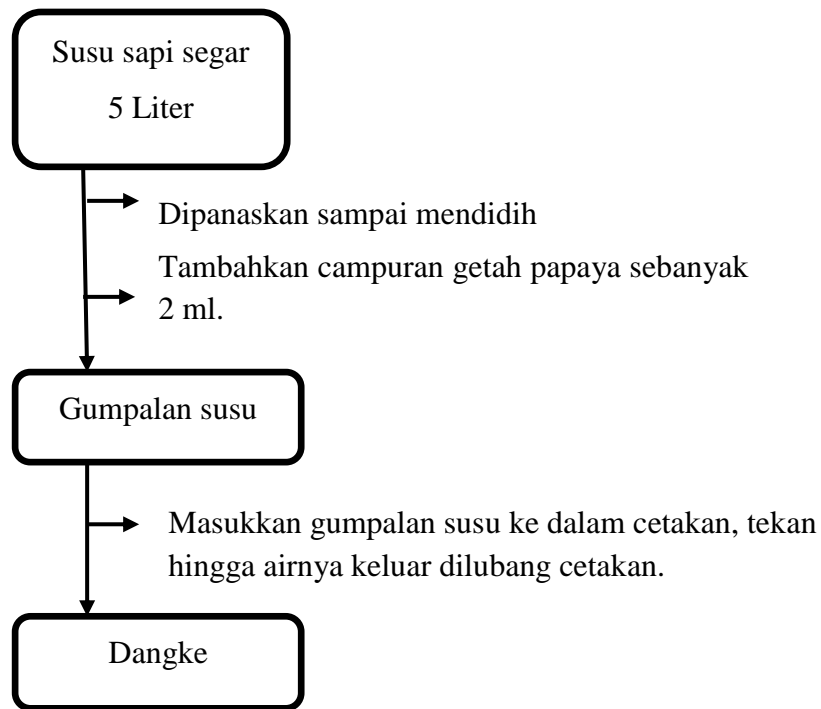 Susu sapi segar
5 Liter
Dipanaskan sampai mendidih
Tambahkan campuran getah papaya sebanyak
2 ml.
Gumpalan susu
Masukkan gumpalan susu ke dalam cetakan, tekan
hingga airnya keluar dilubang cetakan.
Dangke